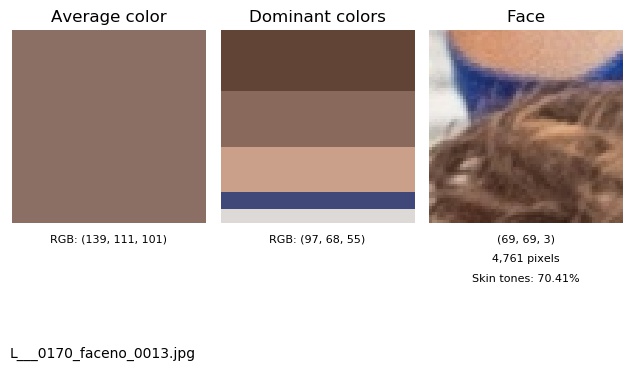 Average color
Dominant colors
Face
RGB: (139, 111, 101)
RGB: (97, 68, 55)
(69, 69, 3)
4,761 pixels
Skin tones: 70.41%
L___0170_faceno_0013.jpg